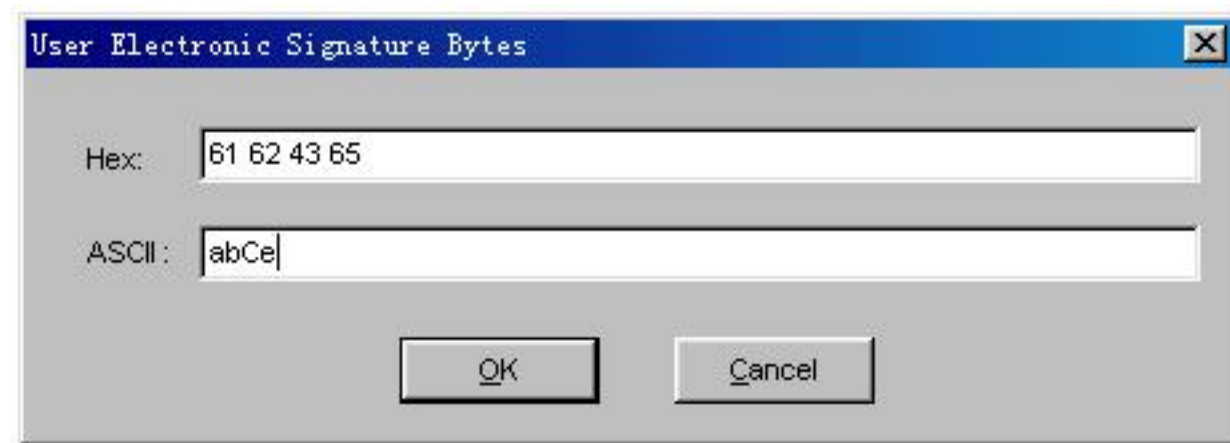 User Electronic Signature Bytes
Hex: 61 62 43 65
ASCII: abCe
OK Cancel